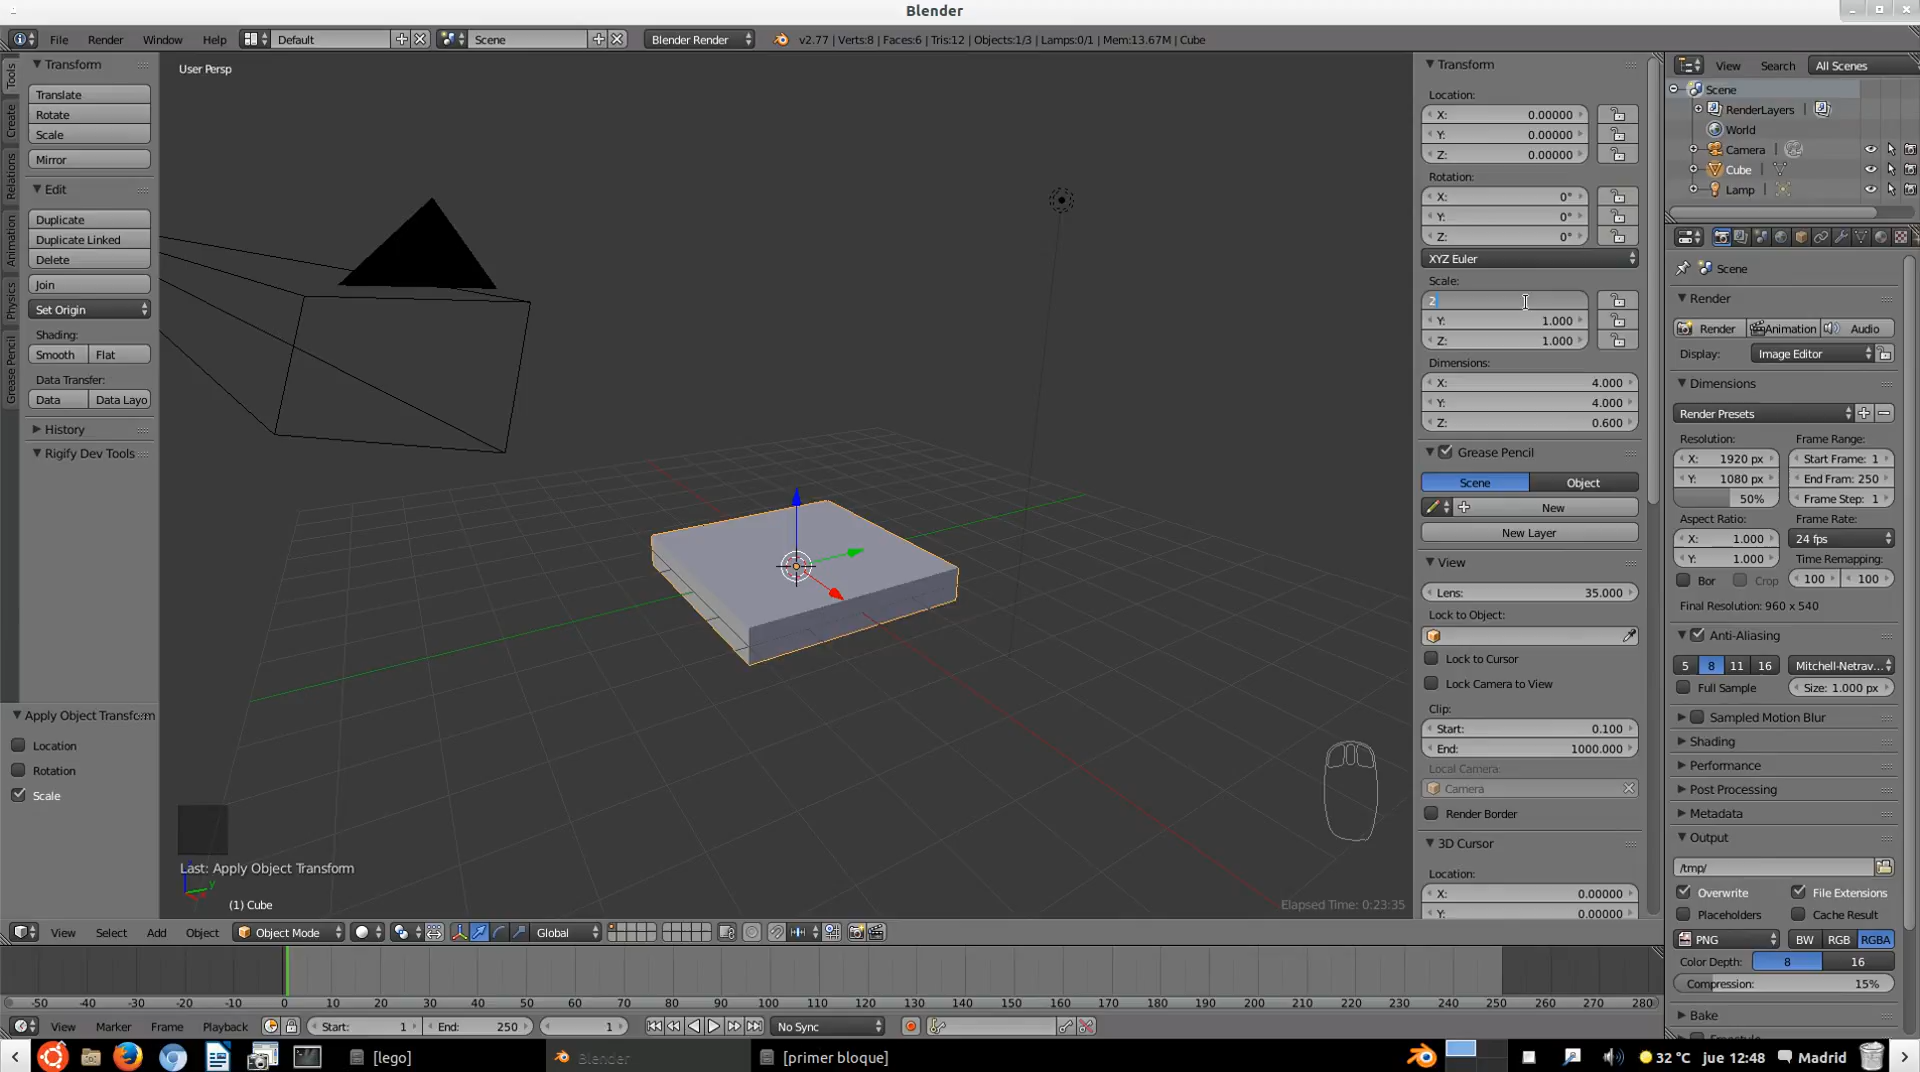 Blender
File Render Window Help Default Scene Blender Render v2.77 | Verts:8 | Faces:6 | Tris:12 | Objects:1/3 | Lamps:0/1 | Mem:13.67M | Cube
Tools
Create
Relations
Animation
Physics
Grease Pencil
Transform
Translate
Rotate
Scale
Mirror
Edit
Duplicate
Duplicate Linked
Delete
Join
Set Origin
Shading:
Smooth Flat
Data Transfer:
Data Data Layo
History
Rigify Dev Tools
Apply Object Transform
Location
Rotation
Scale
User Persp
Last: Apply Object Transform
y
(1) Cube
Elapsed Time: 0:23:35
Transform
Location:
X: 0.00000
Y: 0.00000
Z: 0.00000
Rotation:
X: 0°
Y: 0°
Z: 0°
XYZ Euler
Scale:
2
Y: 1.000
Z: 1.000
Dimensions:
X: 4.000
Y: 4.000
Z: 0.600
Grease Pencil
Scene Object
New
New Layer
View
Lens: 35.000
Lock to Object:
Lock to Cursor
Lock Camera to View
Clip:
Start: 0.100
End: 1000.000
Local Camera:
Camera
Render Border
3D Cursor
Location:
X: 0.00000
Y: 0.00000
View Search All Scenes
Scene
RenderLayers |
World
Camera
Cube
Lamp
Scene
Render
Render Animation Audio
Display: Image Editor
Dimensions
Render Presets
Resolution: Frame Range:
X: 1920 px Start Frame: 1
Y: 1080 px End Fram: 250
50% Frame Step: 1
Aspect Ratio: Frame Rate:
X: 1.000 24 fps
Y: 1.000 Time Remapping:
Bor Crop 100 100
Final Resolution: 960 x 540
Anti-Aliasing
5 8 11 16 Mitchell-Netrav...
Full Sample Size: 1.000 px
Sampled Motion Blur
Shading
Performance
Post Processing
Metadata
Output
/tmp/
Overwrite File Extensions
Placeholders Cache Result
PNG BW RGB RGBA
Color Depth: 8 16
Compression: 15%
Bake
View Select Add Object Object Mode Global
-50 -40 -30 -20 -10 0 10 20 30 40 50 60 70 80 90 100 110 120 130 140 150 160 170 180 190 200 210 220 230 240 250 260 270 280
View Marker Frame Playback Start: 1 End: 250 1 No Sync
[lego] Blender [primer bloque] 32 °C jue 12:48 Madrid